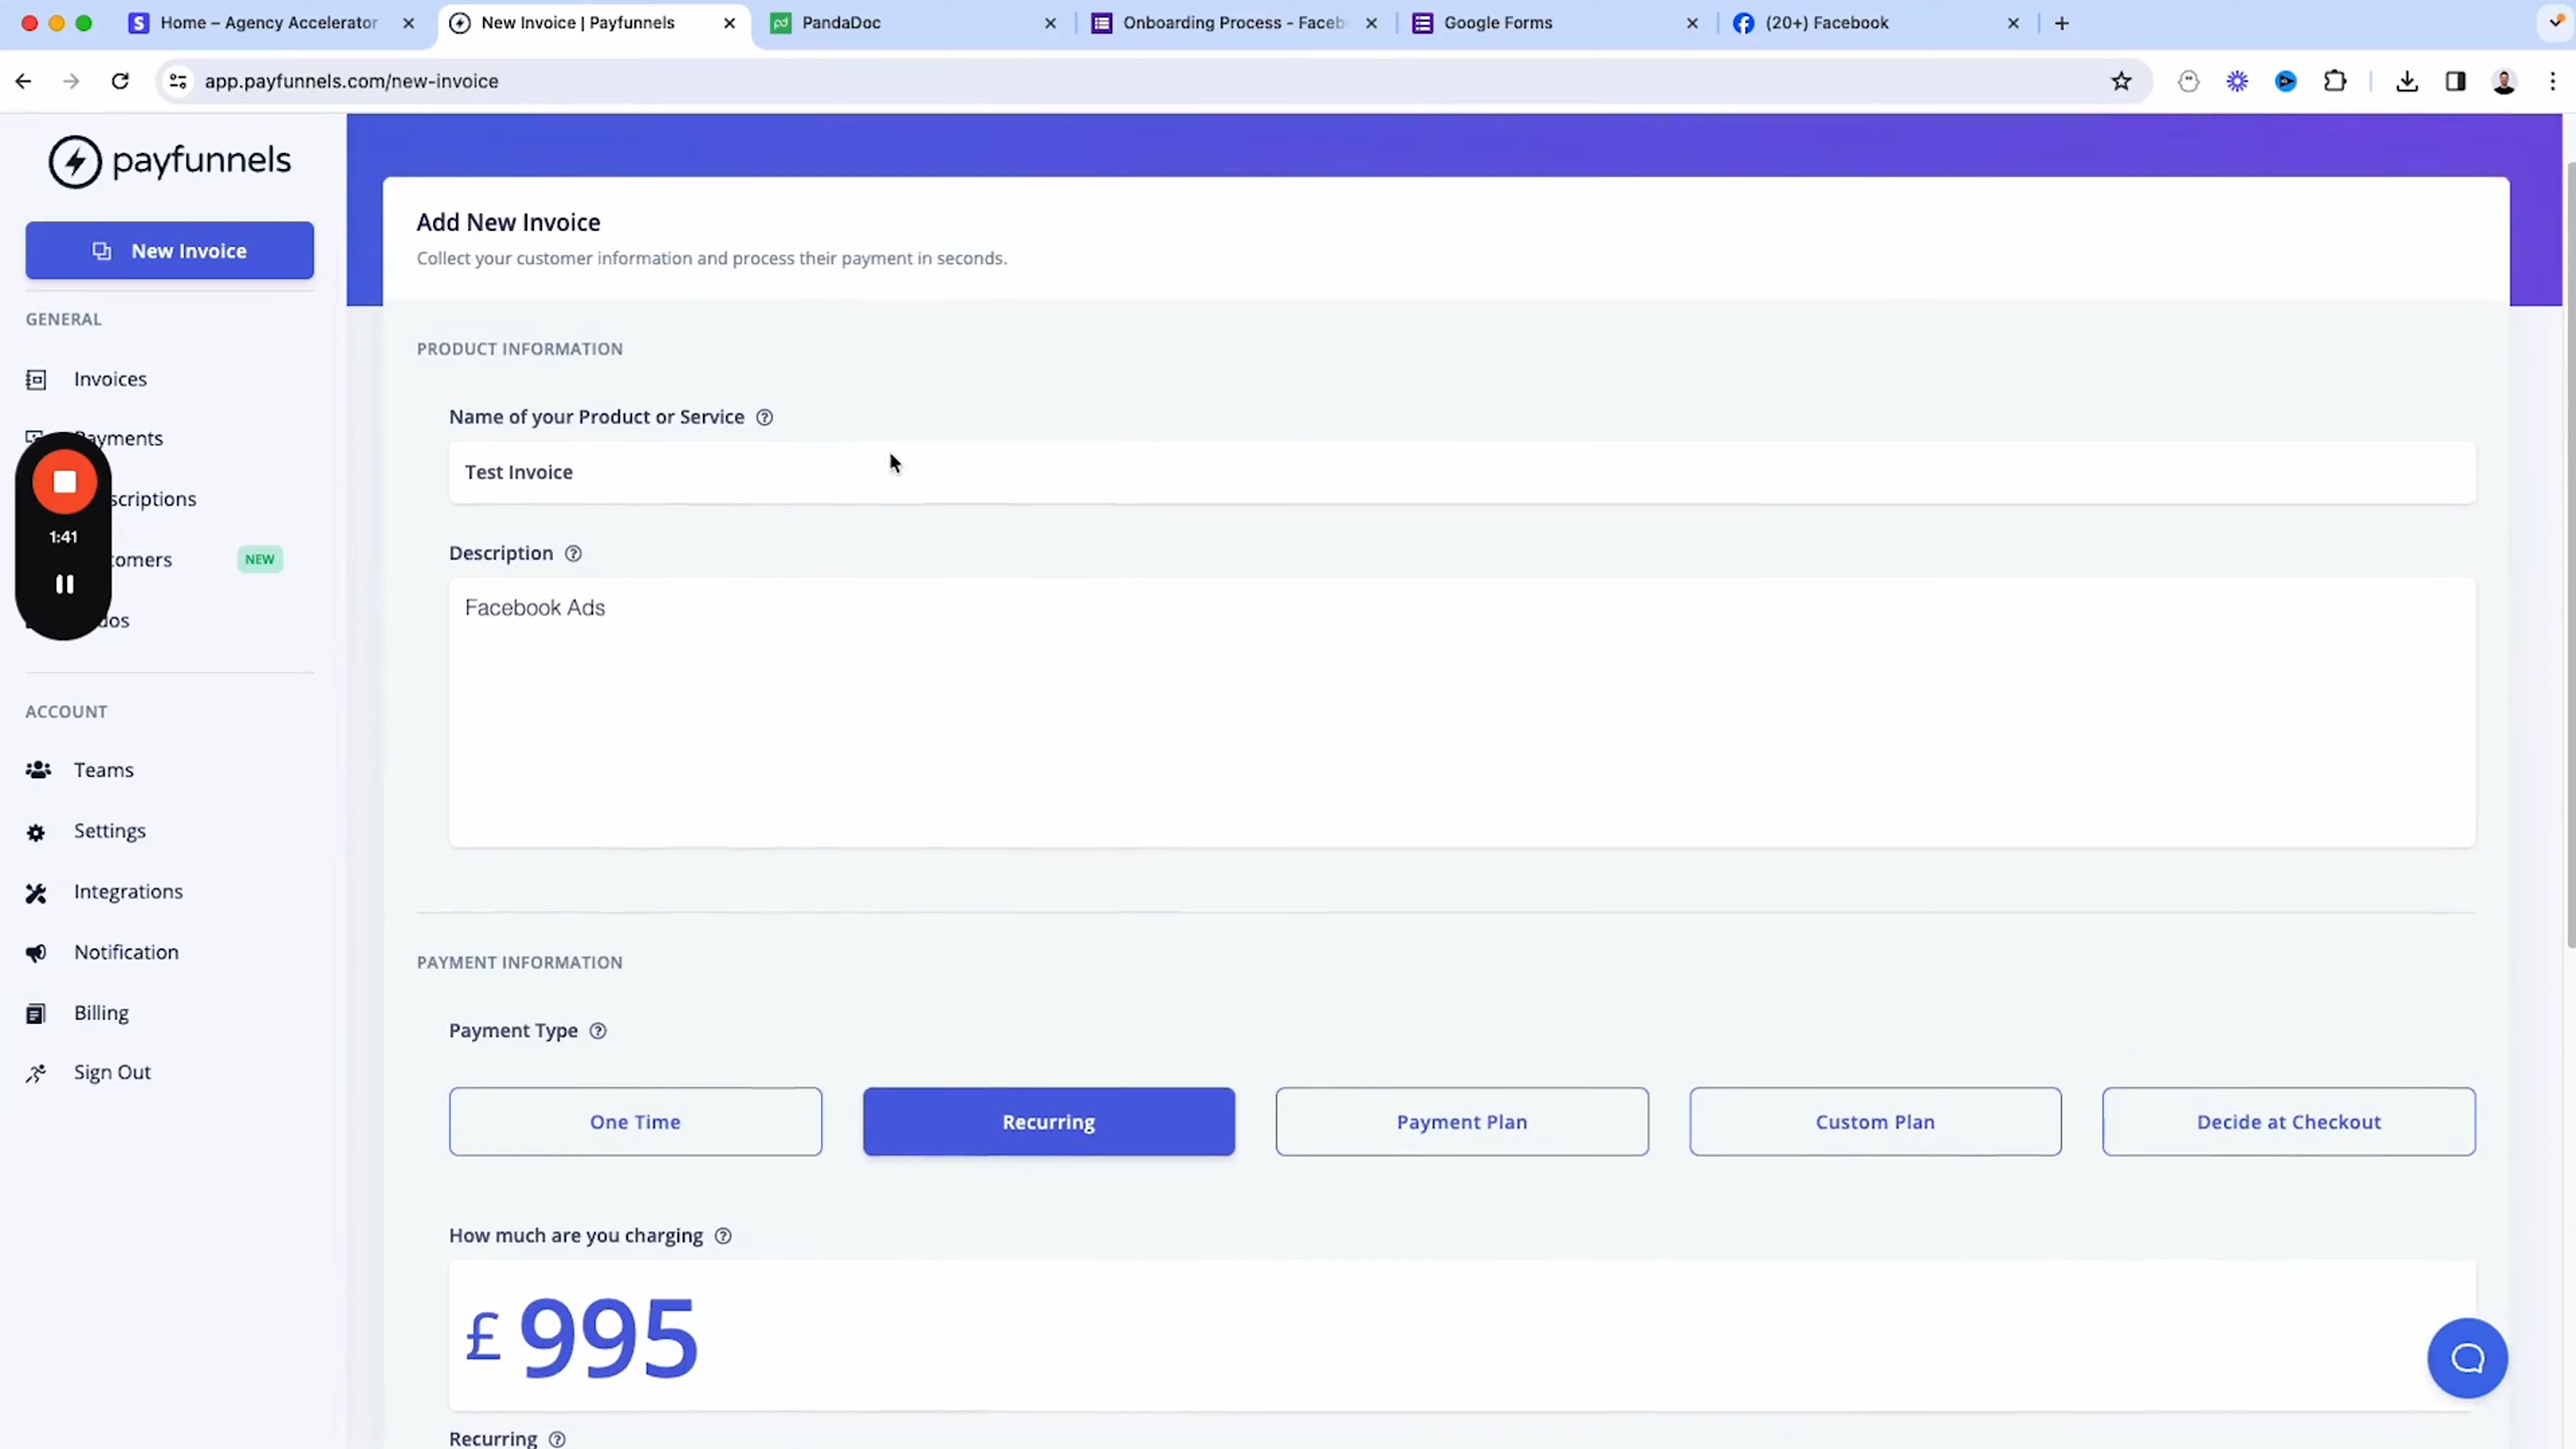 Home – Agency Accelerator
New Invoice | Payfunnels
PandaDoc
Onboarding Process - Faceb
Google Forms
(20+) Facebook
app.payfunnels.com/new-invoice
payfunnels
New Invoice
GENERAL
Invoices
Payments
scriptions
tomers NEW
dos
1:41
ACCOUNT
Teams
Settings
Integrations
Notification
Billing
Sign Out
Add New Invoice
Collect your customer information and process their payment in seconds.
PRODUCT INFORMATION
Name of your Product or Service
Test Invoice
Description
Facebook Ads
PAYMENT INFORMATION
Payment Type
One Time
Recurring
Payment Plan
Custom Plan
Decide at Checkout
How much are you charging
£ 995
Recurring